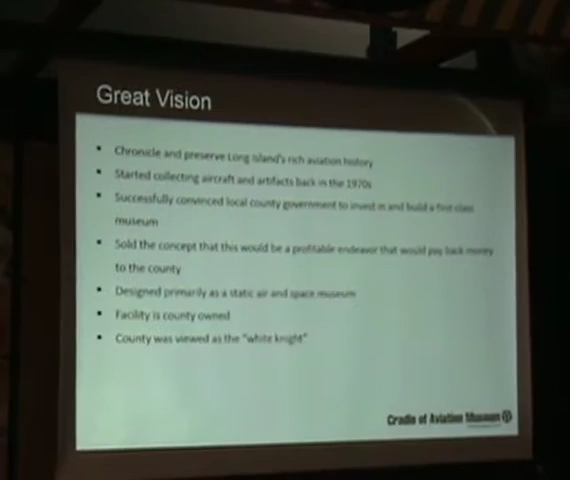 Great Vision
▪ Chronicle and preserve Long Island's rich aviation history
▪ Started collecting aircraft and artifacts back in the 1970s
▪ Successfully convinced local county government to invest in and build a first class
museum
▪ Sold the concept that this would be a profitable endeavor that would pay back money
to the county
▪ Designed primarily as a static air and space museum
▪ Facility is county owned
▪ County was viewed as the "white knight"
Cradle of Aviation Museum